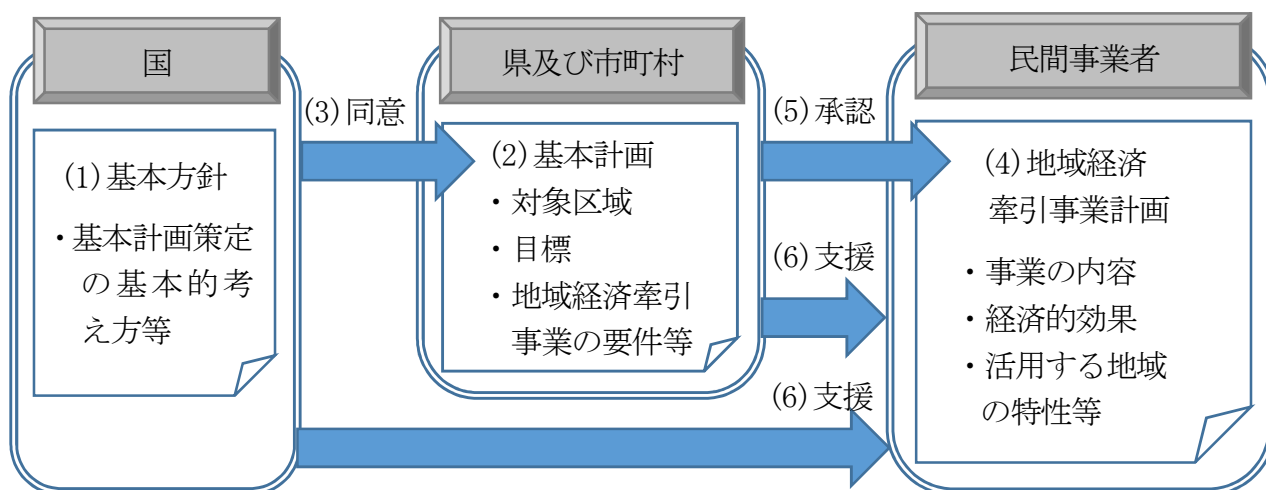 国
(1)基本方針
・基本計画策定
の基本的考
え方等
(3)同意
県及び市町村
(2)基本計画
・対象区域
・目標
・地域経済牽引
事業の要件等
(5)承認
(6)支援
(6)支援
民間事業者
(4)地域経済
牽引事業計画
・事業の内容
・経済的効果
・活用する地域
の特性等